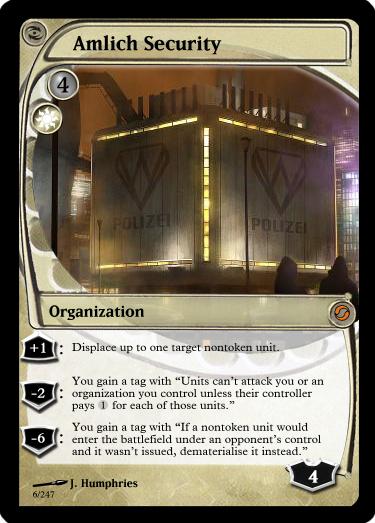 Amlich Security
4
POLIZEI
POLIZEI
Organization
+1: Displace up to one target nontoken unit.
-2: You gain a tag with “Units can’t attack you or an
organization you control unless their controller
pays 1 for each of those units.”
-6: You gain a tag with “If a nontoken unit would
enter the battlefield under an opponent’s control
and it wasn’t issued, dematerialise it instead.”
4
J. Humphries
6/247